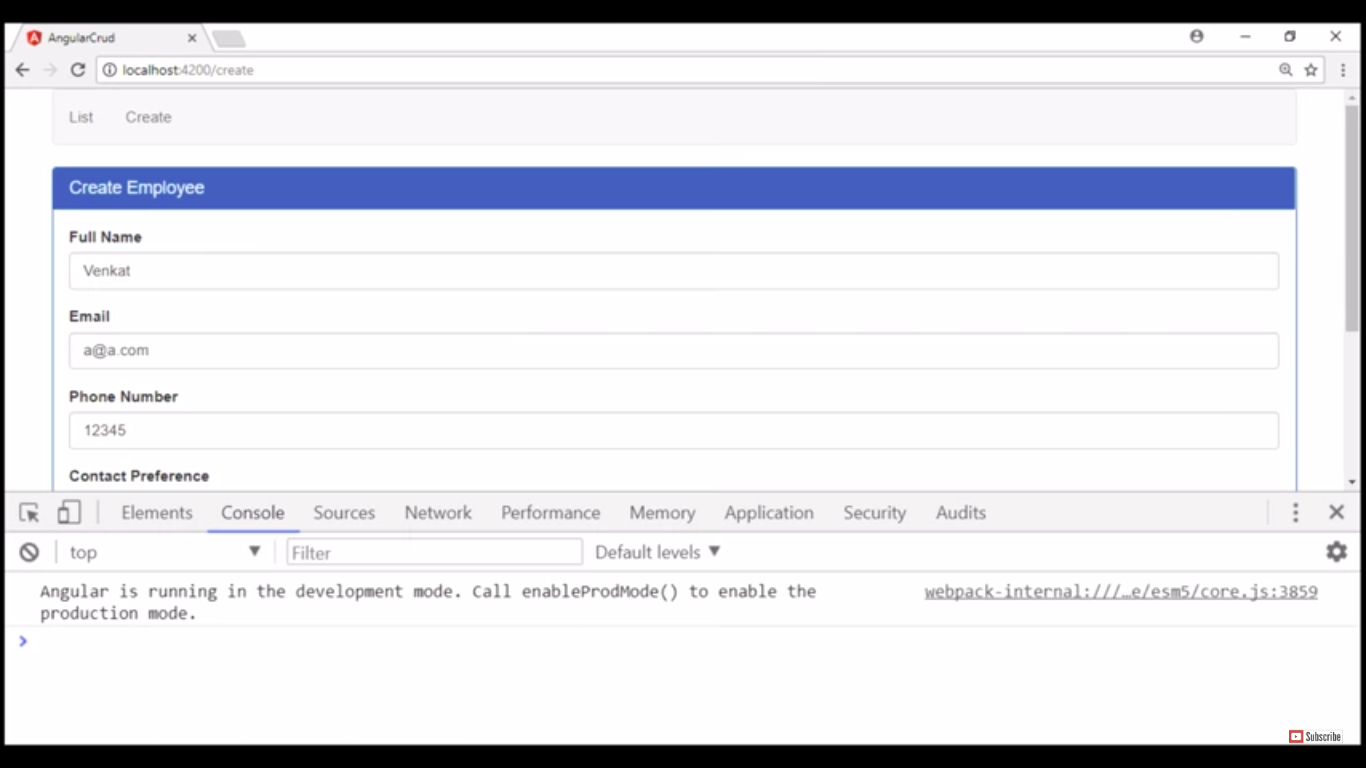 AngularCrud
localhost:4200/create
List Create
Create Employee
Full Name
Venkat
Email
a@a.com
Phone Number
12345
Contact Preference
Elements Console Sources Network Performance Memory Application Security Audits
top Filter Default levels
Angular is running in the development mode. Call enableProdMode() to enable the webpack-internal:///…e/esm5/core.js:3859
production mode.
Subscribe